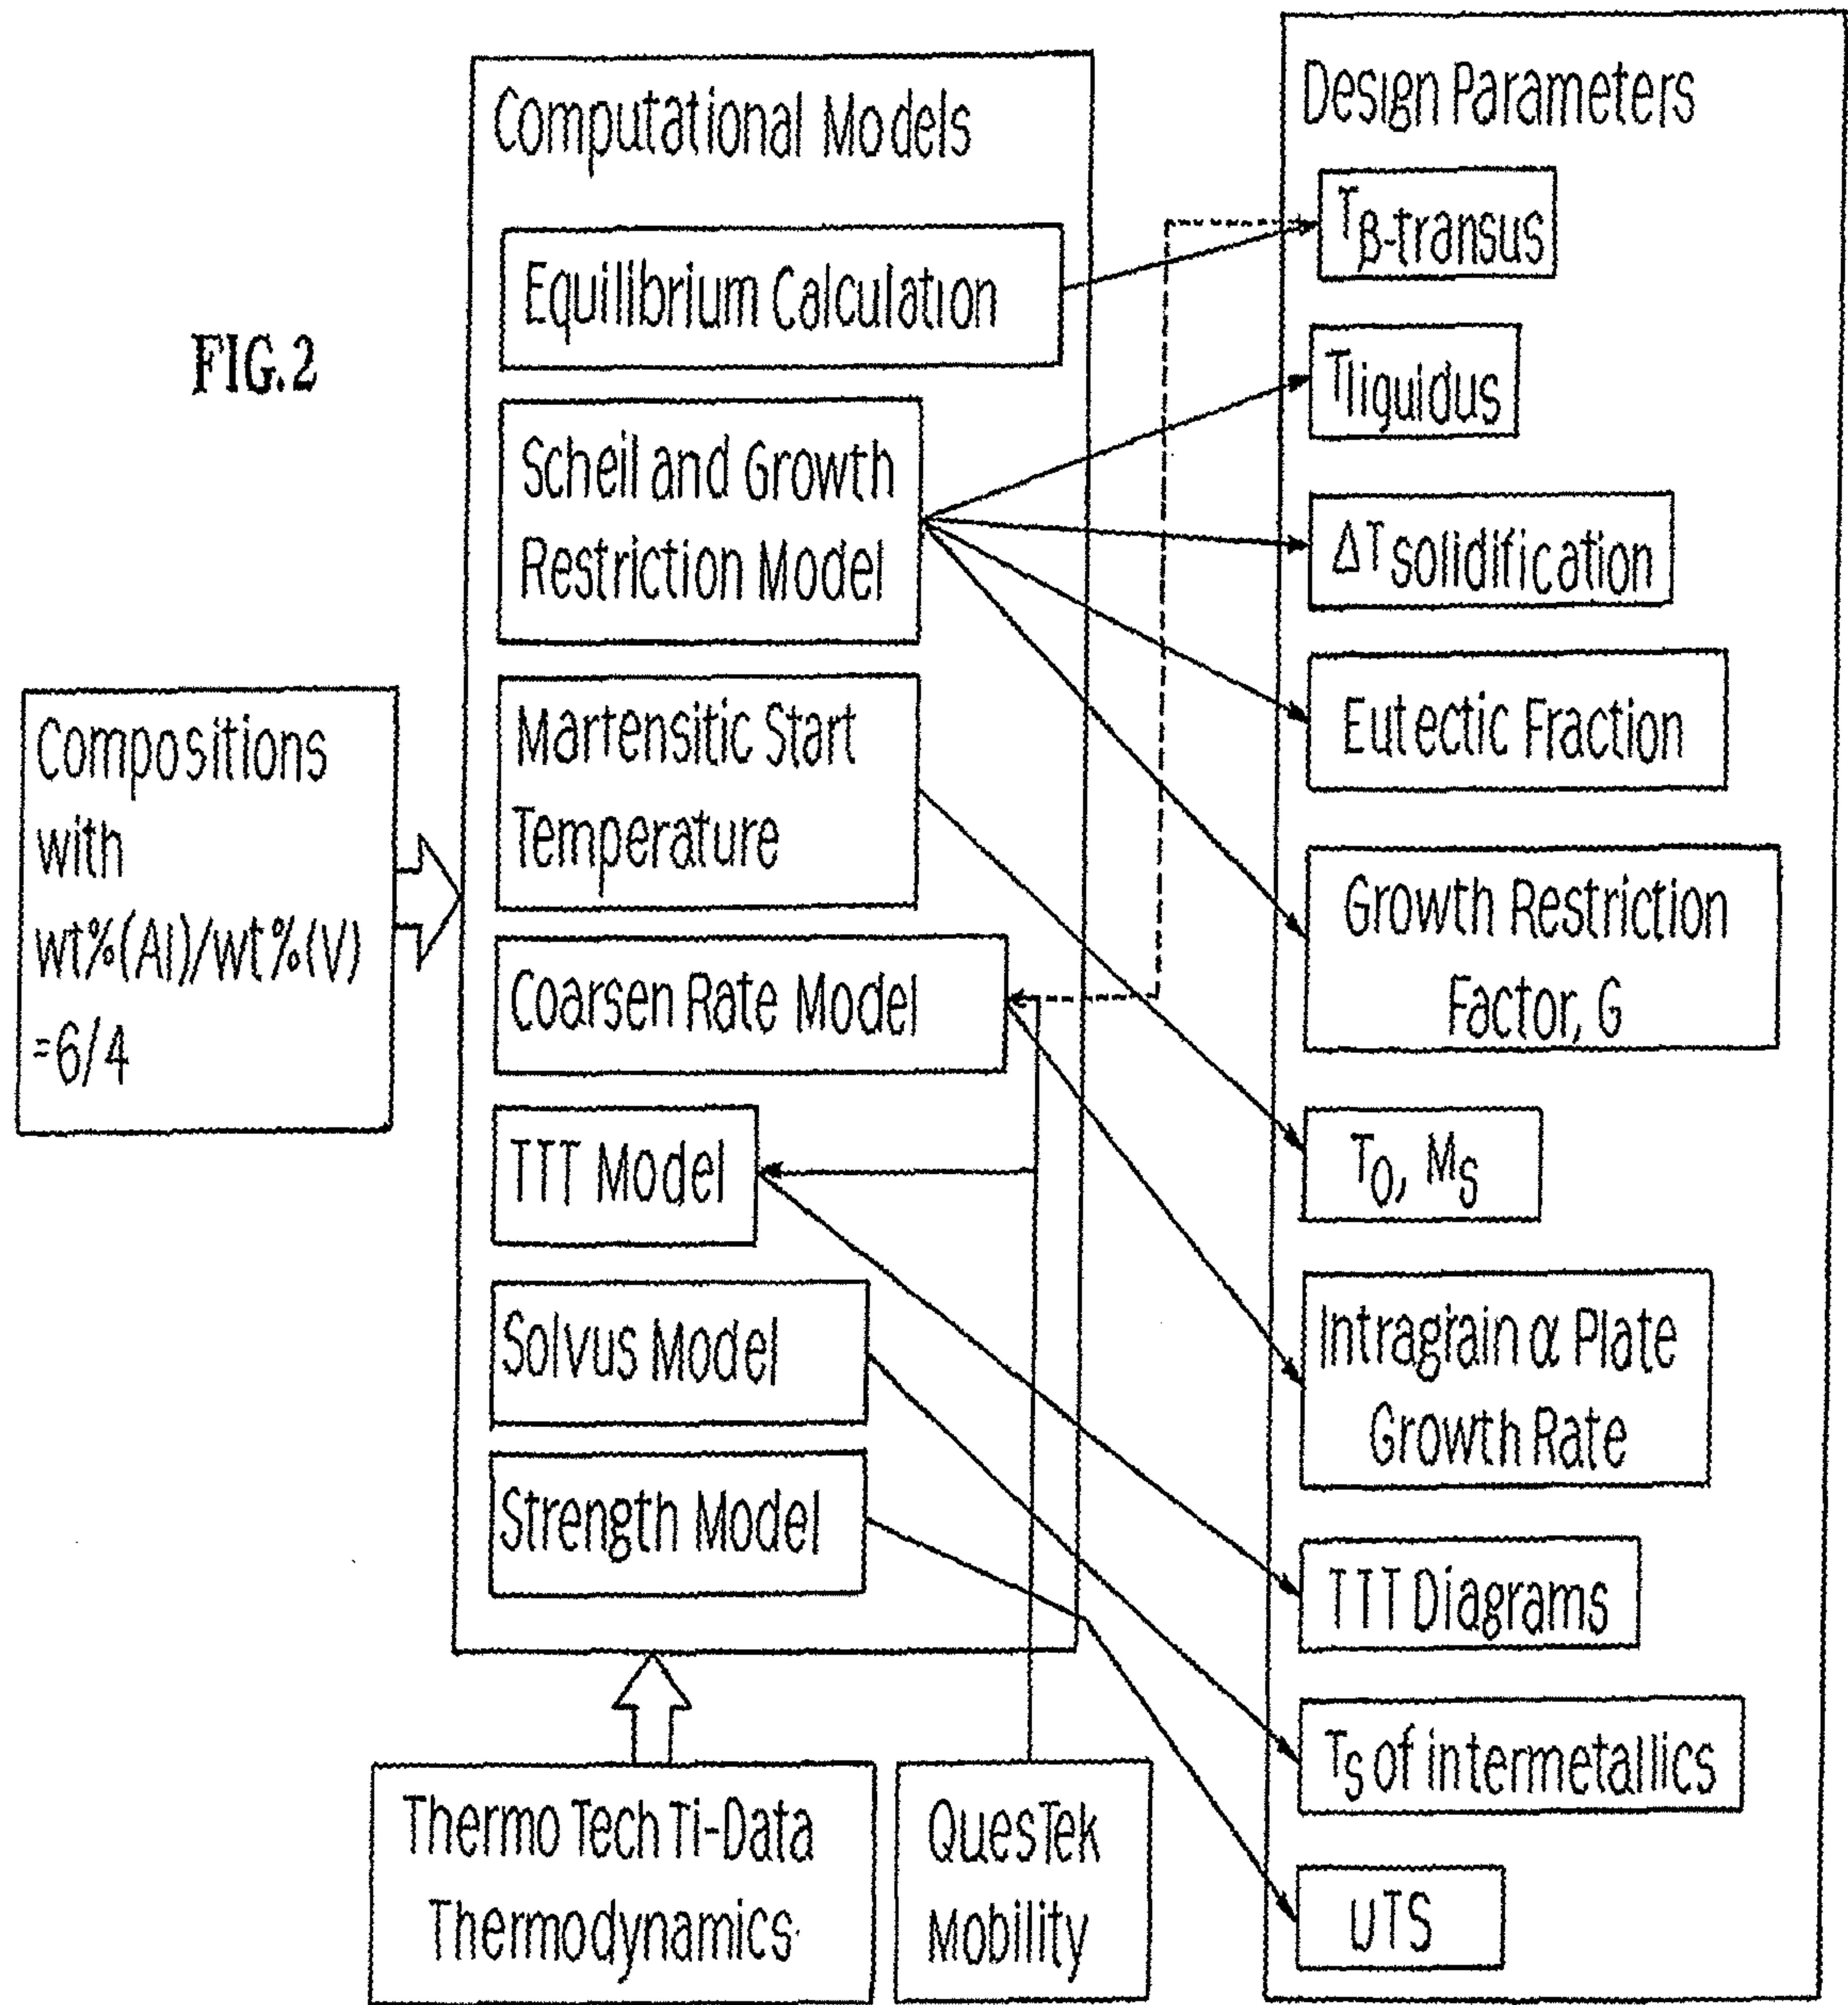 FIG.2
Compositions
with
wt%(Al)/wt%(V)
=6/4
Computational Models
Equilibrium Calculation
Scheil and Growth
Restriction Model
Martensitic Start
Temperature
Coarsen Rate Model
TTT Model
Solvus Model
Strength Model
Thermo Tech Ti-Data
Thermodynamics
QuesTek
Mobility
Design Parameters
Tβ-transus
Tliquidus
ΔTsolidification
Eutectic Fraction
Growth Restriction
Factor, G
T0, MS
Intragrain α Plate
Growth Rate
TTT Diagrams
TS of intermetallics
UTS